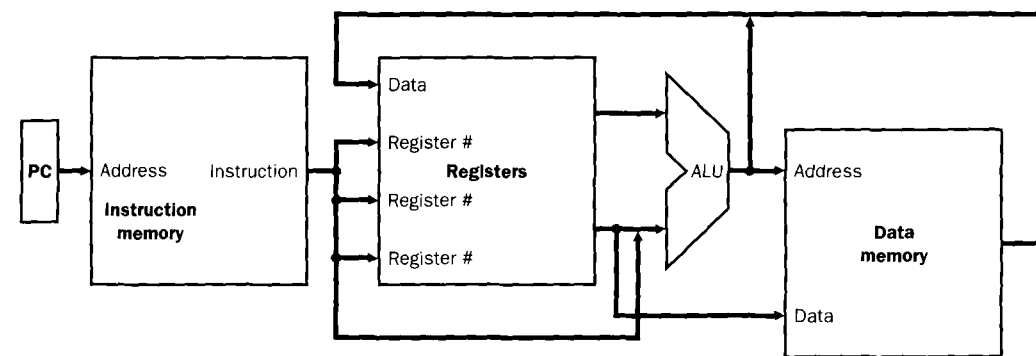 Data
Register #
PC
Address
Instruction
Registers
ALU
Address
Register #
Instruction
memory
Data
memory
Register #
Data